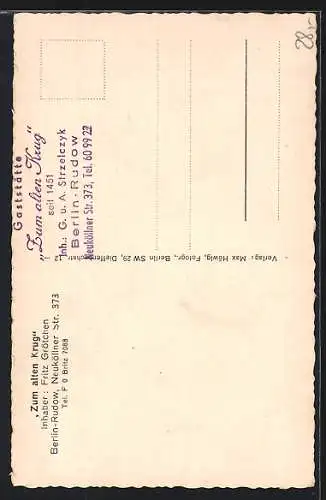 28,-
Gaststätte
„Zum alten Krug“
seit 1451
Inh.: G. u. A. Strzelczyk
Berlin-Rudow
Neuköllner Str. 373, Tel. 60 99 22
„Zum alten Krug“
Inhaber: Fritz Grötchen
Berlin-Rudow, Neuköllner Str. 373
Tel. F 0 Britz 7088
Verlag: Max Höwig, Fotogr., Berlin SW 29,